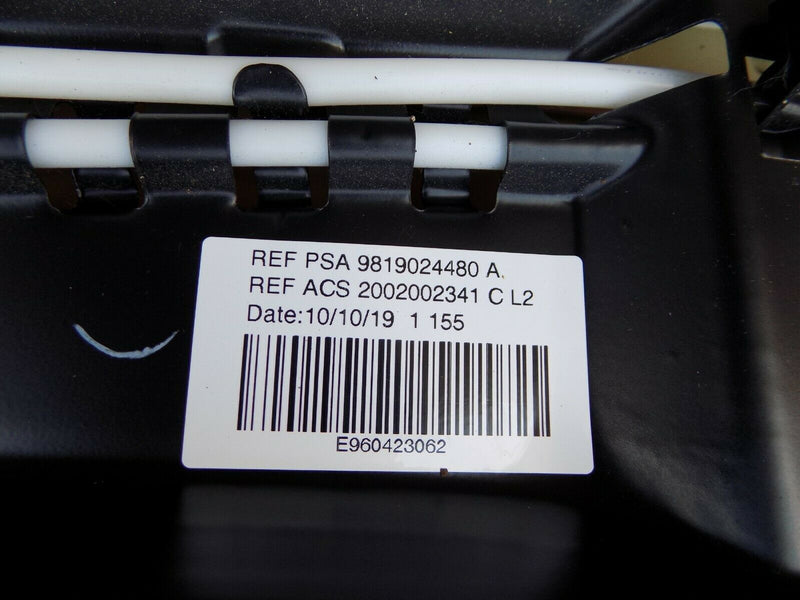 REF PSA 9819024480 A.
REF ACS 2002002341 C L2
Date:10/10/19 1 155
E960423062